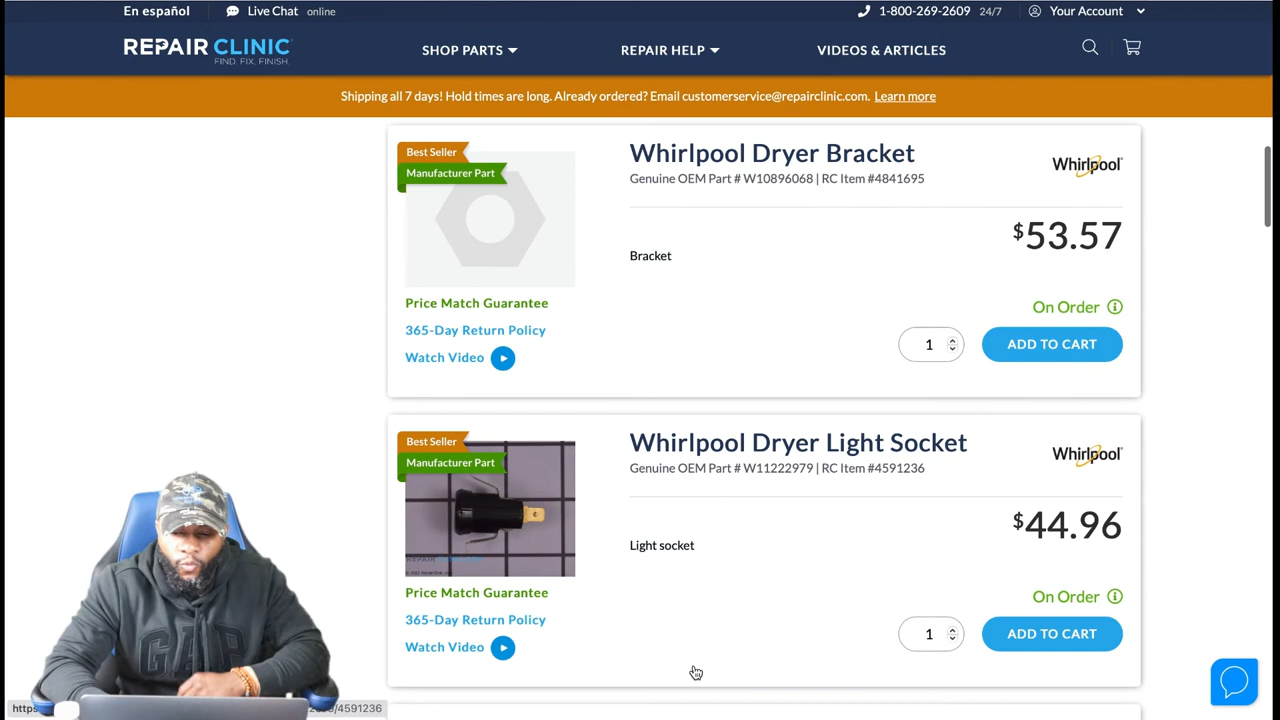 En español
Live Chat online
1-800-269-2609 24/7
Your Account
REPAIR CLINIC
FIND. FIX. FINISH.
SHOP PARTS
REPAIR HELP
VIDEOS & ARTICLES
Shipping all 7 days! Hold times are long. Already ordered? Email customerservice@repairclinic.com. Learn more
Best Seller
Manufacturer Part
Whirlpool Dryer Bracket
Genuine OEM Part # W10896068 | RC Item #4841695
Whirlpool
$53.57
Bracket
Price Match Guarantee
365-Day Return Policy
Watch Video
On Order
1
ADD TO CART
Best Seller
Manufacturer Part
Whirlpool Dryer Light Socket
Genuine OEM Part # W11222979 | RC Item #4591236
Whirlpool
$44.96
Light socket
Price Match Guarantee
365-Day Return Policy
Watch Video
On Order
1
ADD TO CART
GAP
/4591236